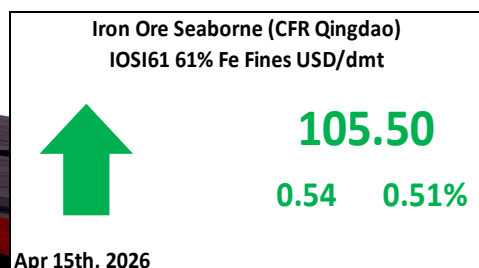 Iron Ore Seaborne (CFR Qingdao)
IOSI61 61% Fe Fines USD/dmt
105.50
0.54 0.51%
Apr 15th, 2026